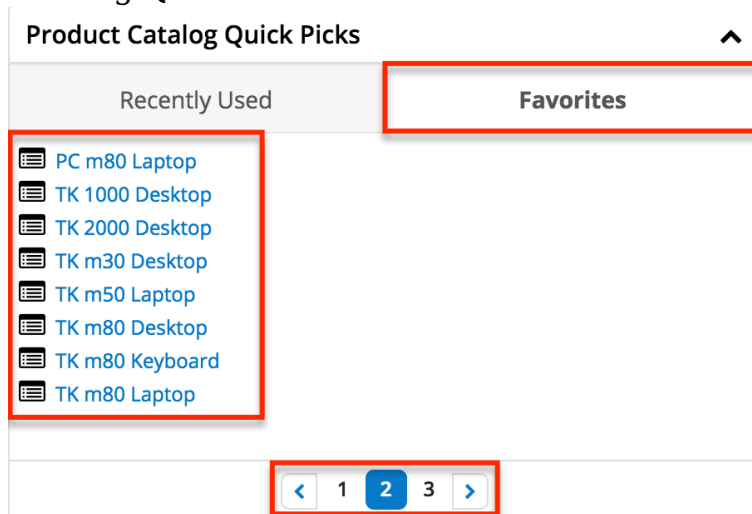 Product Catalog Quick Picks
Recently Used Favorites
PC m80 Laptop
TK 1000 Desktop
TK 2000 Desktop
TK m30 Desktop
TK m50 Laptop
TK m80 Desktop
TK m80 Keyboard
TK m80 Laptop
1 2 3